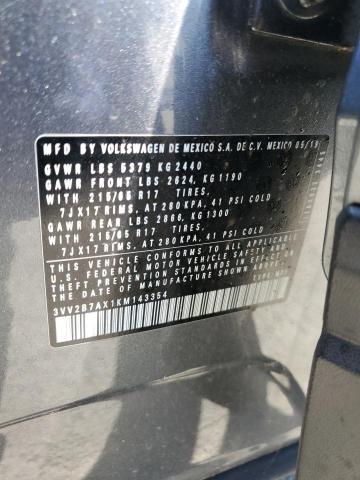 MFD BY VOLKSWAGEN DE MEXICO S.A. DE C.V. MEXICO 05/19
GVWR LBS 5379 KG 2440
GAWR FRONT LBS 2624, KG 1190
WITH 215/65 R17 TIRES,
7JX17 RIMS, AT 280 KPA, 41 PSI COLD
GAWR REAR LBS 2866, KG 1300
WITH 215/65 R17 TIRES,
7JX17 RIMS, AT 280 KPA, 41 PSI COLD
THIS VEHICLE CONFORMS TO ALL APPLICABLE
U.S. FEDERAL MOTOR VEHICLE SAFETY AND
THEFT PREVENTION STANDARDS IN EFFECT
ON THE DATE OF MANUFACTURE SHOWN ABOVE
3VV2B7AX1KM143354 TYPE: